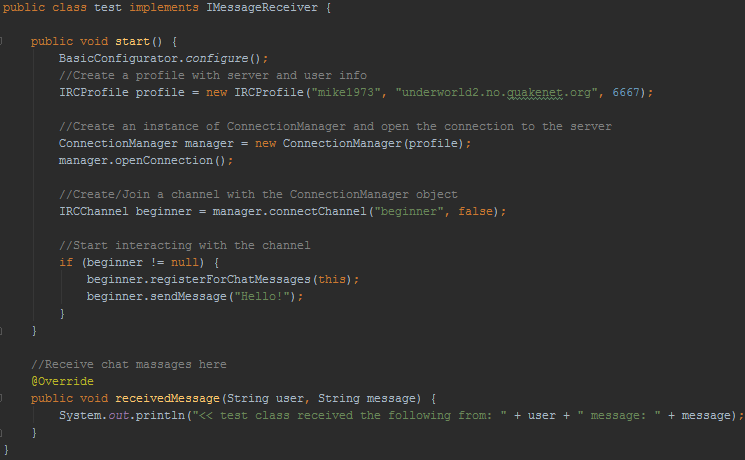 public class test implements IMessageReceiver {
public void start() {
BasicConfigurator.configure();
//Create a profile with server and user info
IRCProfile profile = new IRCProfile("mike1973", "underworld2.no.quakenet.org", 6667);
//Create an instance of ConnectionManager and open the connection to the server
ConnectionManager manager = new ConnectionManager(profile);
manager.openConnection();
//Create/Join a channel with the ConnectionManager object
IRCChannel beginner = manager.connectChannel("beginner", false);
//Start interacting with the channel
if (beginner != null) {
beginner.registerForChatMessages(this);
beginner.sendMessage("Hello!");
}
}
//Receive chat massages here
@Override
public void receivedMessage(String user, String message) {
System.out.println("<< test class received the following from: " + user + " message: " + message);
}
}